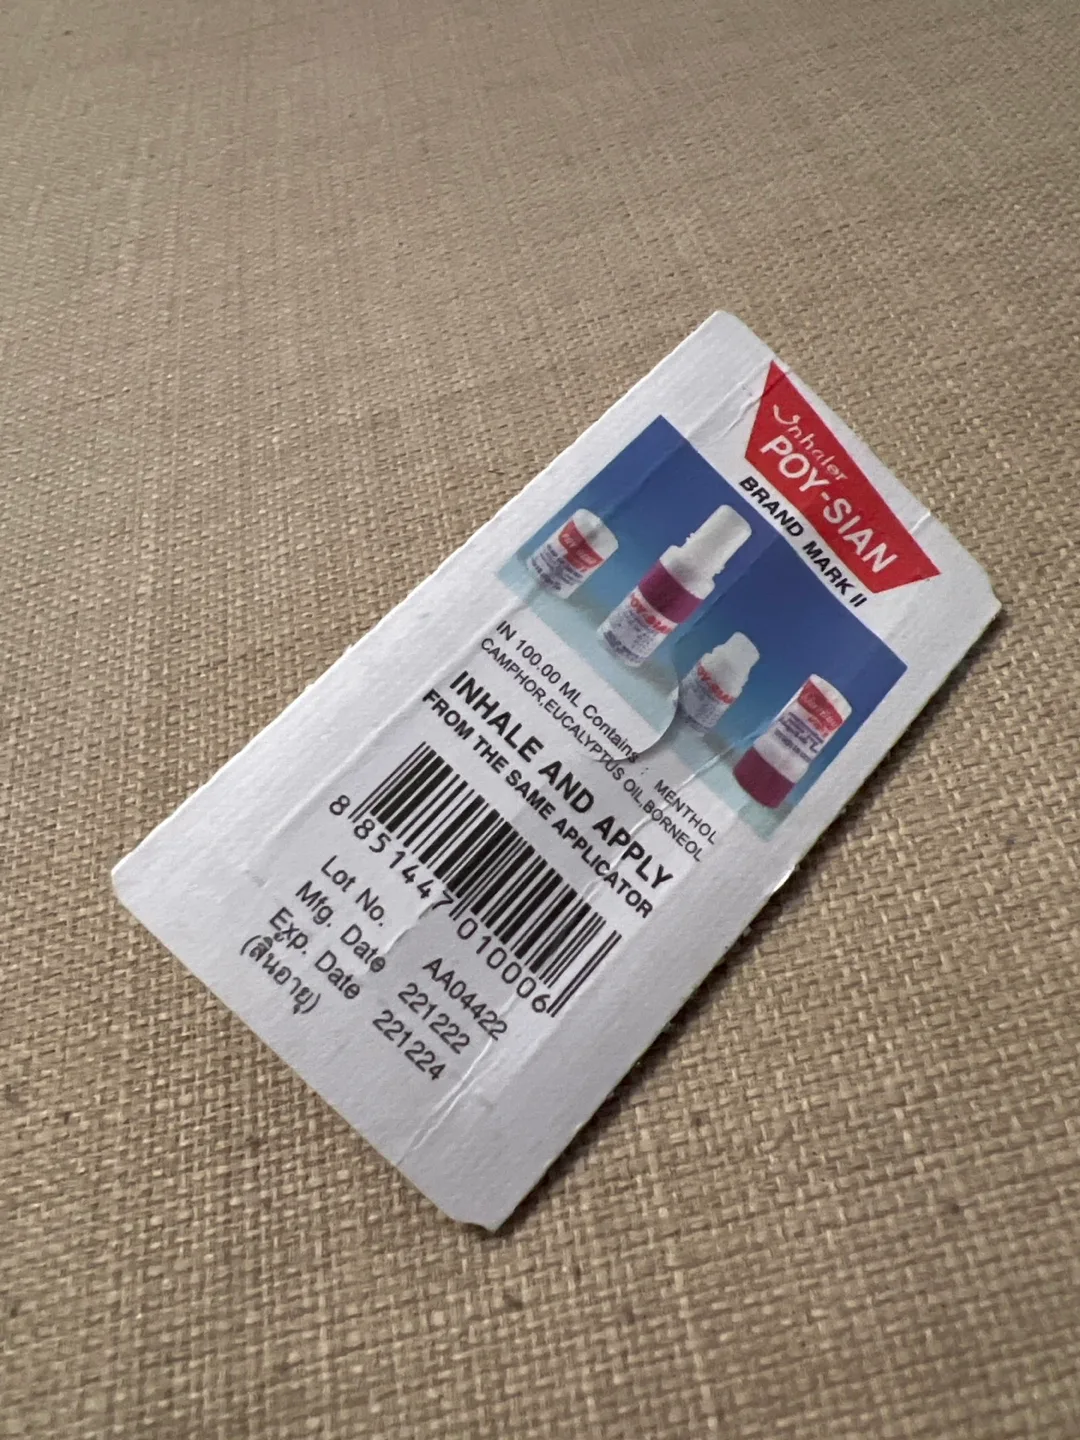 Inhaler
POY-SIAN
BRAND MARK II
IN 100.00 ML Contains : MENTHOL
CAMPHOR,EUCALYPTUS OIL,BORNEOL
INHALE AND APPLY
FROM THE SAME APPLICATOR
8 851447 010006
Lot No. AA04422
Mfg. Date 221222
Exp. Date 221224
(สิ้นอายุ)